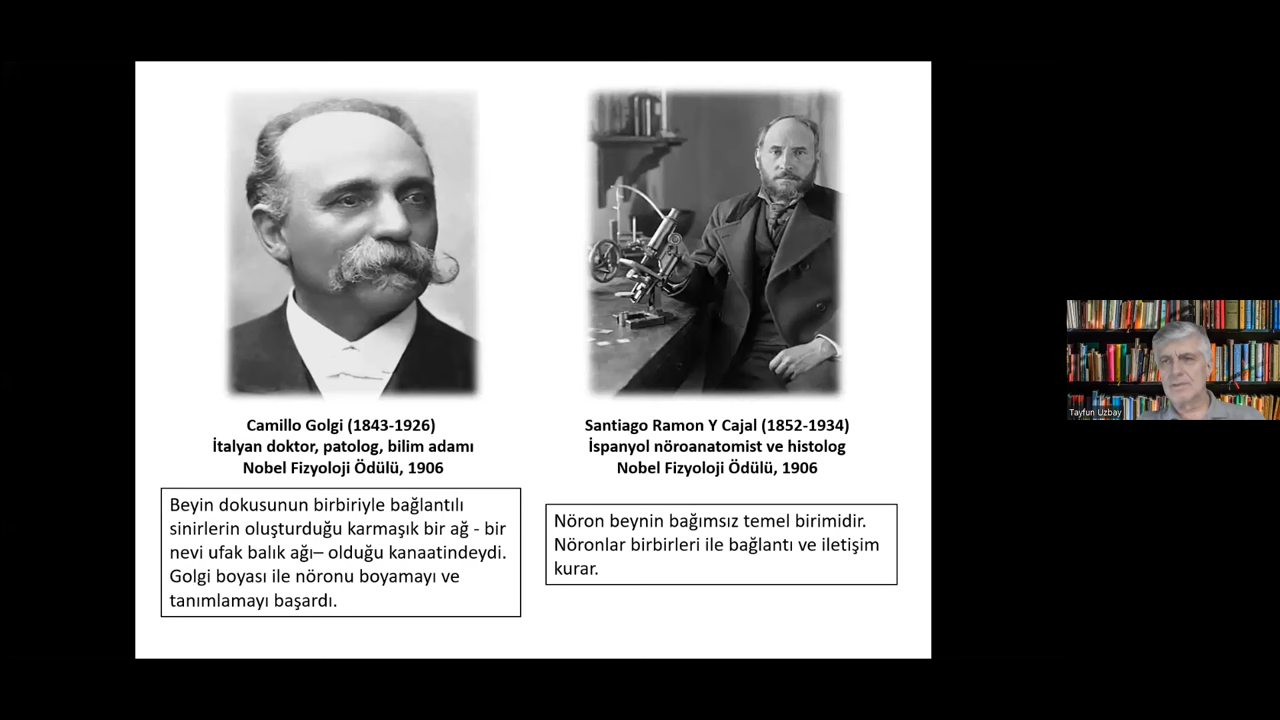 Camillo Golgi (1843-1926)
İtalyan doktor, patolog, bilim adamı
Nobel Fizyoloji Ödülü, 1906
Beyin dokusunun birbiriyle bağlantılı
sinirlerin oluşturduğu karmaşık bir ağ - bir
nevi ufak balık ağı– olduğu kanaatindeydi.
Golgi boyası ile nöronu boyamayı ve
tanımlamayı başardı.
Santiago Ramon Y Cajal (1852-1934)
İspanyol nöroanatomist ve histolog
Nobel Fizyoloji Ödülü, 1906
Nöron beynin bağımsız temel birimidir.
Nöronlar birbirleri ile bağlantı ve iletişim
kurar.
Tayfun Uzbay